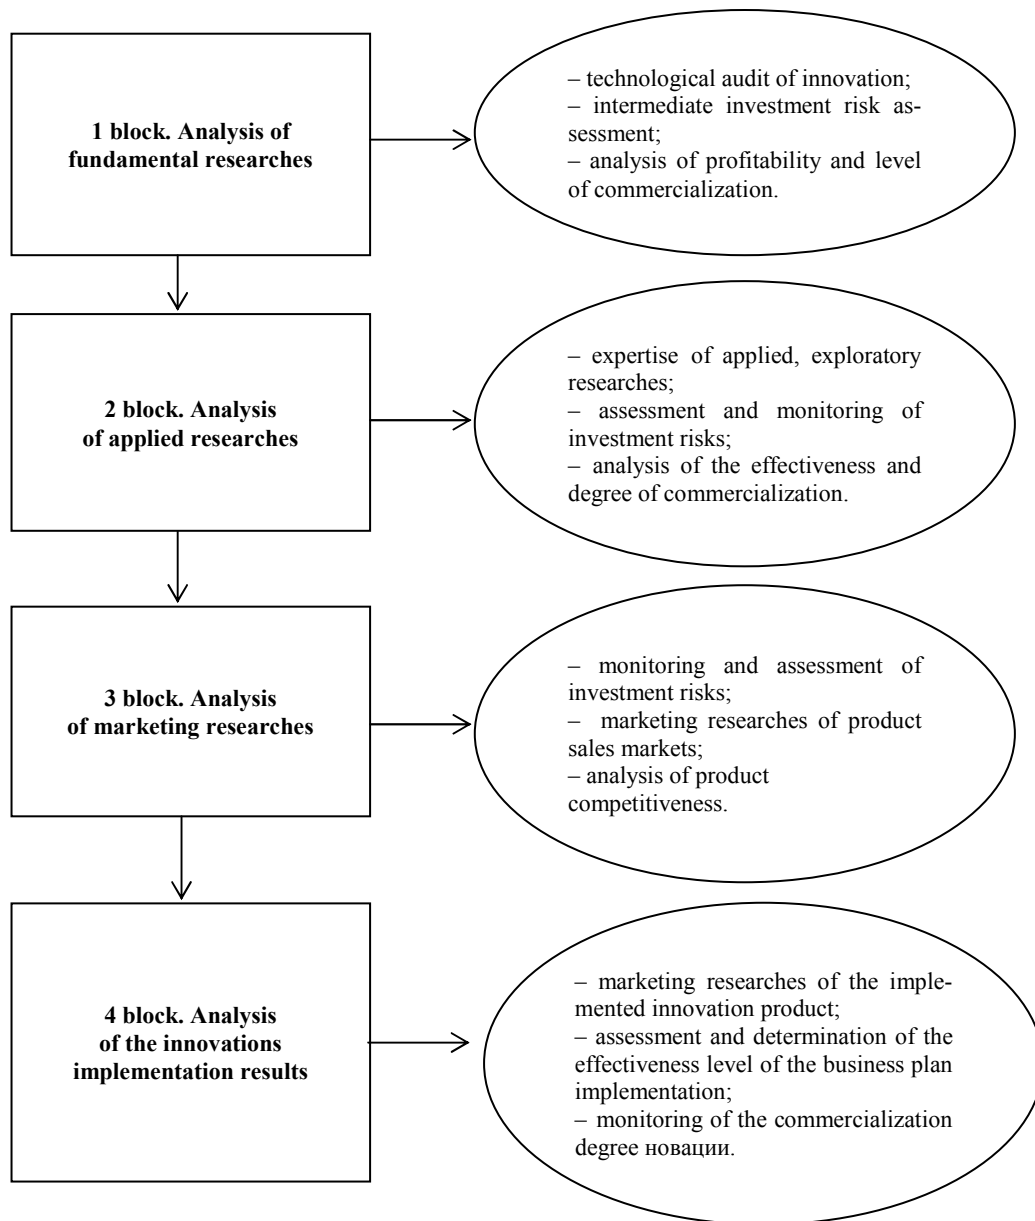 1 block. Analysis of
fundamental researches
– technological audit of innovation;
– intermediate investment risk as-
sessment;
– analysis of profitability and level
of commercialization.
2 block. Analysis
of applied researches
– expertise of applied, exploratory
researches;
– assessment and monitoring of
investment risks;
– analysis of the effectiveness and
degree of commercialization.
3 block. Analysis
of marketing researches
– monitoring and assessment of
investment risks;
– marketing researches of product
sales markets;
– analysis of product
competitiveness.
4 block. Analysis
of the innovations
implementation results
– marketing researches of the imple-
mented innovation product;
– assessment and determination of the
effectiveness level of the business plan
implementation;
– monitoring of the commercialization
degree новации.